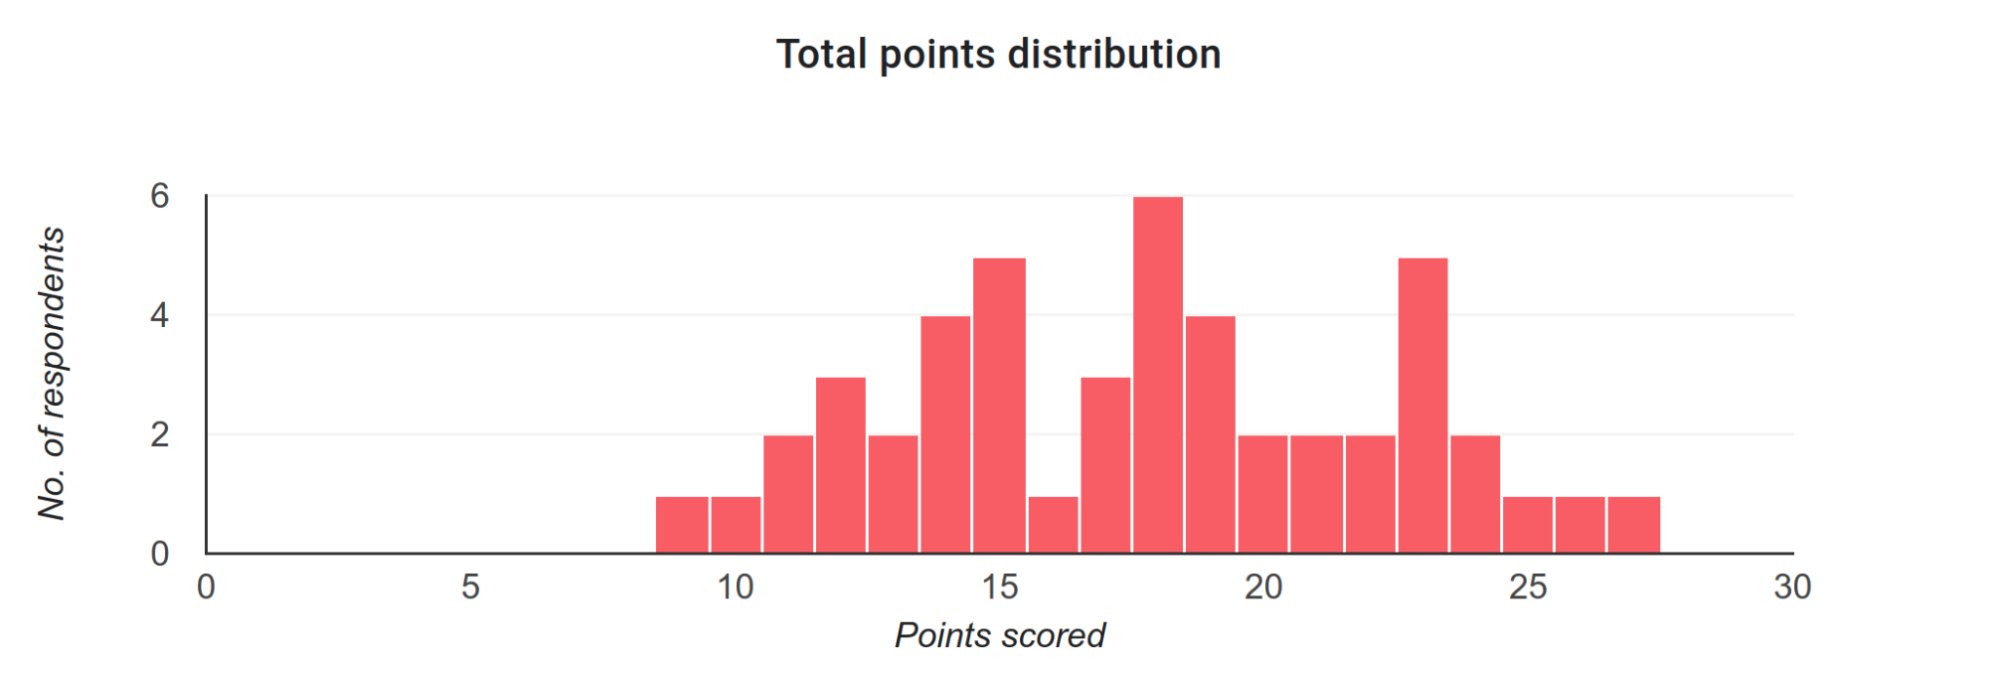 Total points distribution
No. of respondents
6
4
2
0
0 5 10 15 20 25 30
Points scored